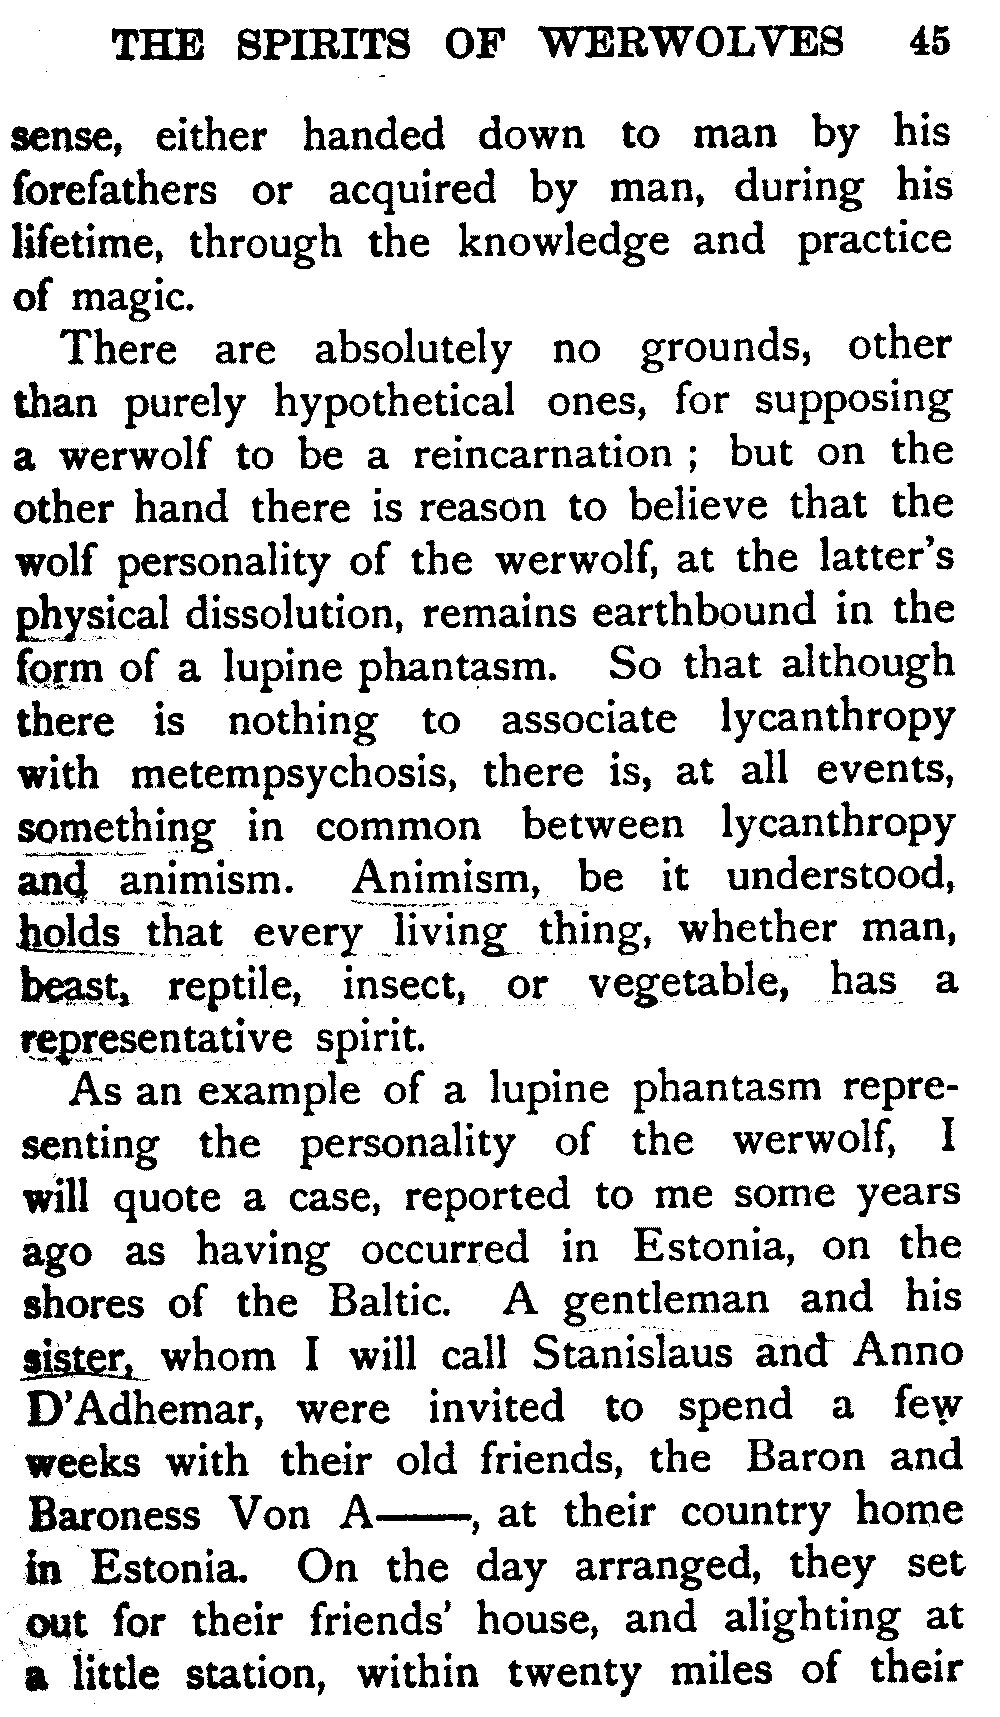 THE SPIRITS OF WERWOLVES 45
sense, either handed down to man by his
forefathers or acquired by man, during his
lifetime, through the knowledge and practice
of magic.
There are absolutely no grounds, other
than purely hypothetical ones, for supposing
a werwolf to be a reincarnation ; but on the
other hand there is reason to believe that the
wolf personality of the werwolf, at the latter's
physical dissolution, remains earthbound in the
form of a lupine phantasm. So that although
there is nothing to associate lycanthropy
with metempsychosis, there is, at all events,
something in common between lycanthropy
and animism. Animism, be it understood,
holds that every living thing, whether man,
beast, reptile, insect, or vegetable, has a
representative spirit.
As an example of a lupine phantasm repre-
senting the personality of the werwolf, I
will quote a case, reported to me some years
ago as having occurred in Estonia, on the
shores of the Baltic. A gentleman and his
sister, whom I will call Stanislaus and Anno
D'Adhemar, were invited to spend a few
weeks with their old friends, the Baron and
Baroness Von A——, at their country home
in Estonia. On the day arranged, they set
out for their friends' house, and alighting at
a little station, within twenty miles of their